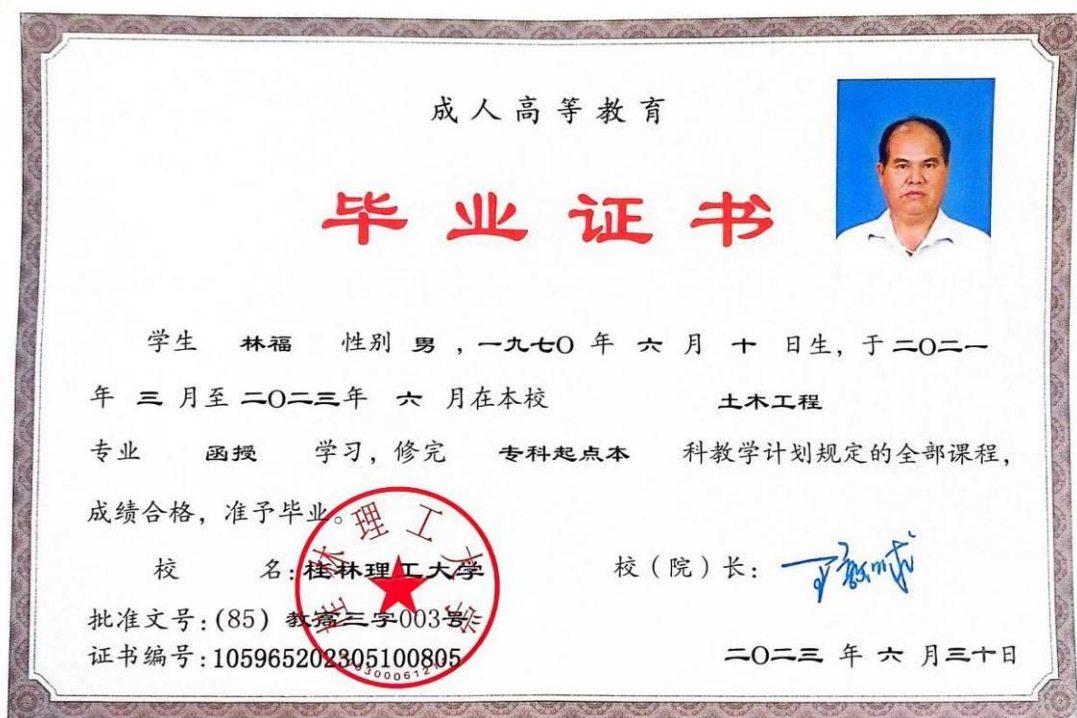 成人高等教育
毕业证书
学生 林福 性别 男 ，一九七〇 年 六 月 十 日生，于 二〇二一
年 三 月至 二〇二三年 六 月在本校 土木工程
专业 函授 学习，修完 专科起点本 科教学计划规定的全部课程，
成绩合格，准予毕业。
校 名：桂林理工大学
校（院）长：
批准文号：(85) 教高三字003号
证书编号：105965202305100805
二〇二三 年 六 月三十日
桂林理工大学